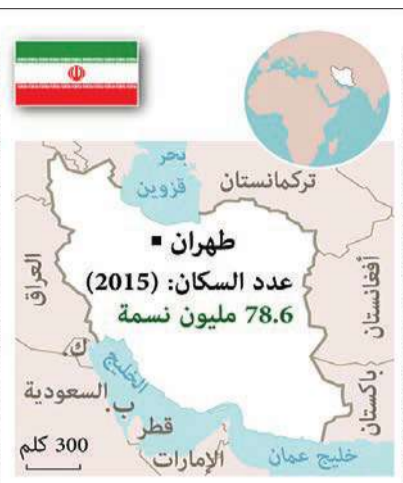 بحر
قزوين
تركمانستان
طهران
عدد السكان: (2015)
78.6 مليون نسمة
العراق
أفغانستان
باكستان
ك.
الخليج
السعودية
ب.
قطر
الإمارات
خليج عمان
300 كلم